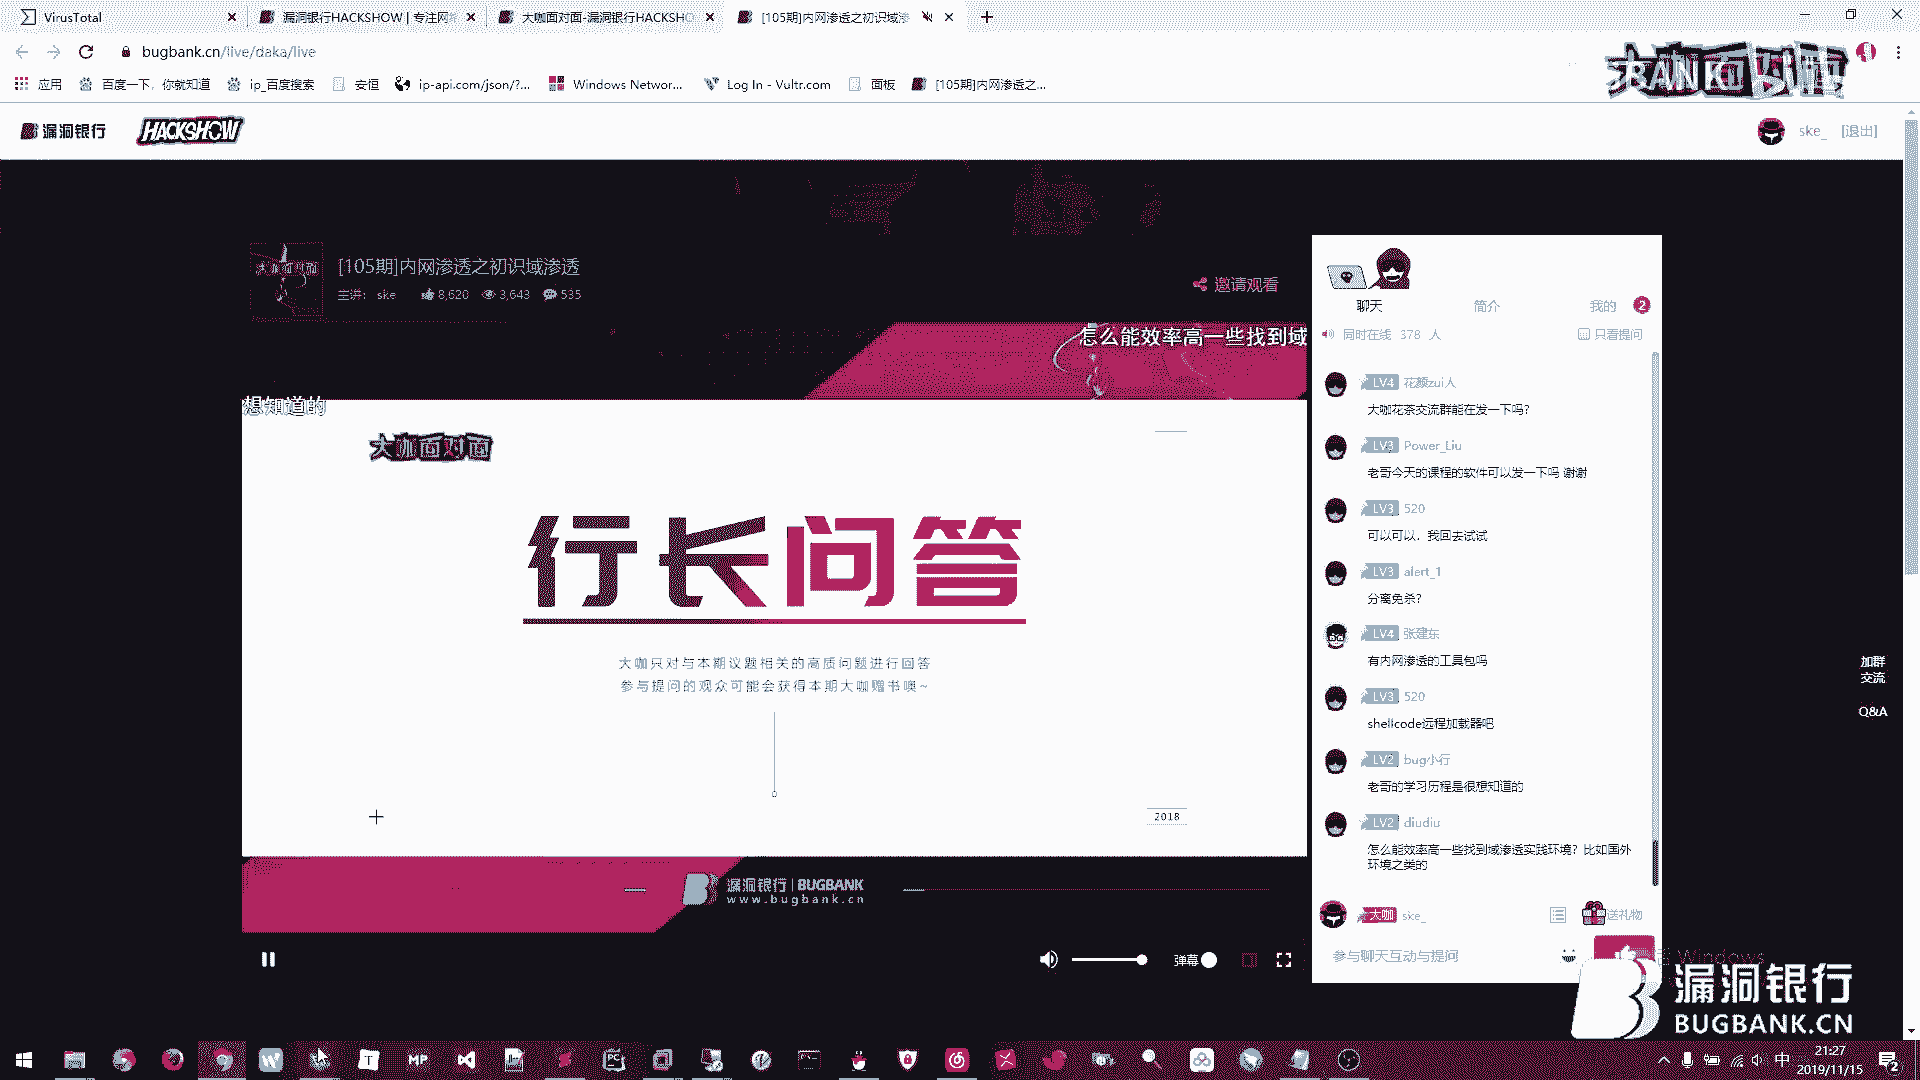 VirusTotal
漏洞银行HACKSHOW | 专注网
大咖面对面-漏洞银行HACKSHO
[105期]内网渗透之初识域渗
bugbank.cn/live/daka/live
应用
百度一下，你就知道
ip_百度搜索
安恒
ip-api.com/json/?...
Windows Networ...
Log In - Vultr.com
面板
[105期]内网渗透之...
漏洞银行
HACKSHOW
ske_
[退出]
[105期]内网渗透之初识域渗透
主讲： ske 8,620 3,643 535
邀请观看
怎么能效率高一些找到域
想知道的
大咖面对面
行长问答
大咖只对与本期议题相关的高质问题进行回答
参与提问的观众可能会获得本期大咖赠书噢~
2018
漏洞银行 | BUGBANK
www.bugbank.cn
弹幕
聊天
简介
我的 2
同时在线 378 人
只看提问
LV4 花颜zui人
大咖花茶交流群能在发一下吗?
LV3 Power_Liu
老哥今天的课程的软件可以发一下吗 谢谢
LV3 520
可以可以，我回去试试
LV3 alert_1
分离免杀?
LV4 张建东
有内网渗透的工具包吗
LV3 520
shellcode远程加载器吧
LV2 bug小行
老哥的学习历程是很想知道的
LV2 diudiu
怎么能效率高一些找到域渗透实践环境？比如国外
环境之类的
大咖 ske_
送礼物
参与聊天互动与提问
加群
交流
Q&A
Windows
漏洞银行
BUGBANK.CN
中
21:27
2019/11/15
2